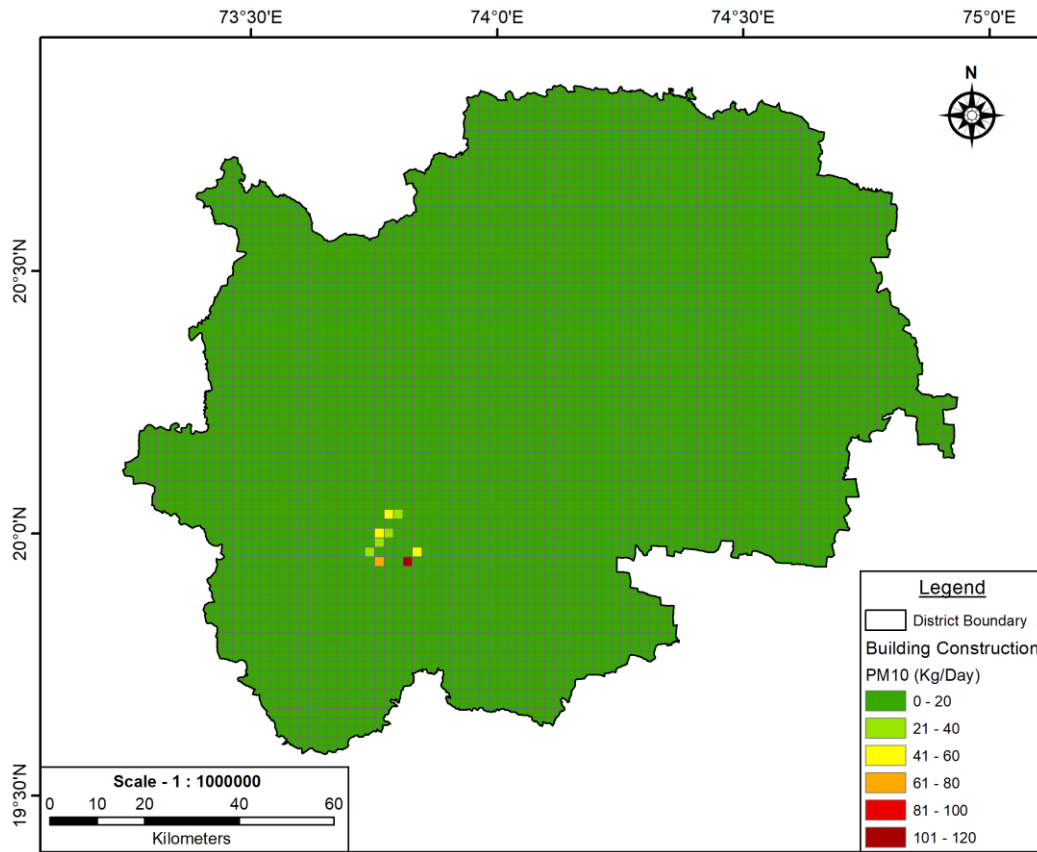 73°30'E 74°0'E 74°30'E 75°0'E
N
20°30'N
20°0'N
19°30'N
Legend
District Boundary
Building Construction
PM10 (Kg/Day)
0 - 20
21 - 40
41 - 60
61 - 80
81 - 100
101 - 120
Scale - 1 : 1000000
0 10 20 40 60
Kilometers